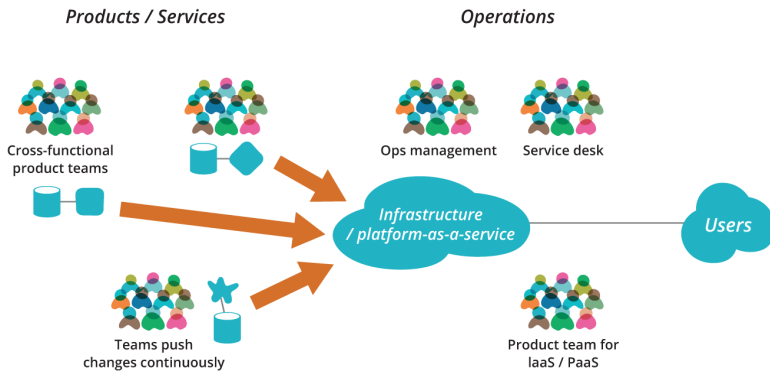 Products / Services
Operations
Cross-functional
product teams
Ops management
Service desk
Infrastructure
/ platform-as-a-service
Users
Teams push
changes continuously
Product team for
IaaS / PaaS